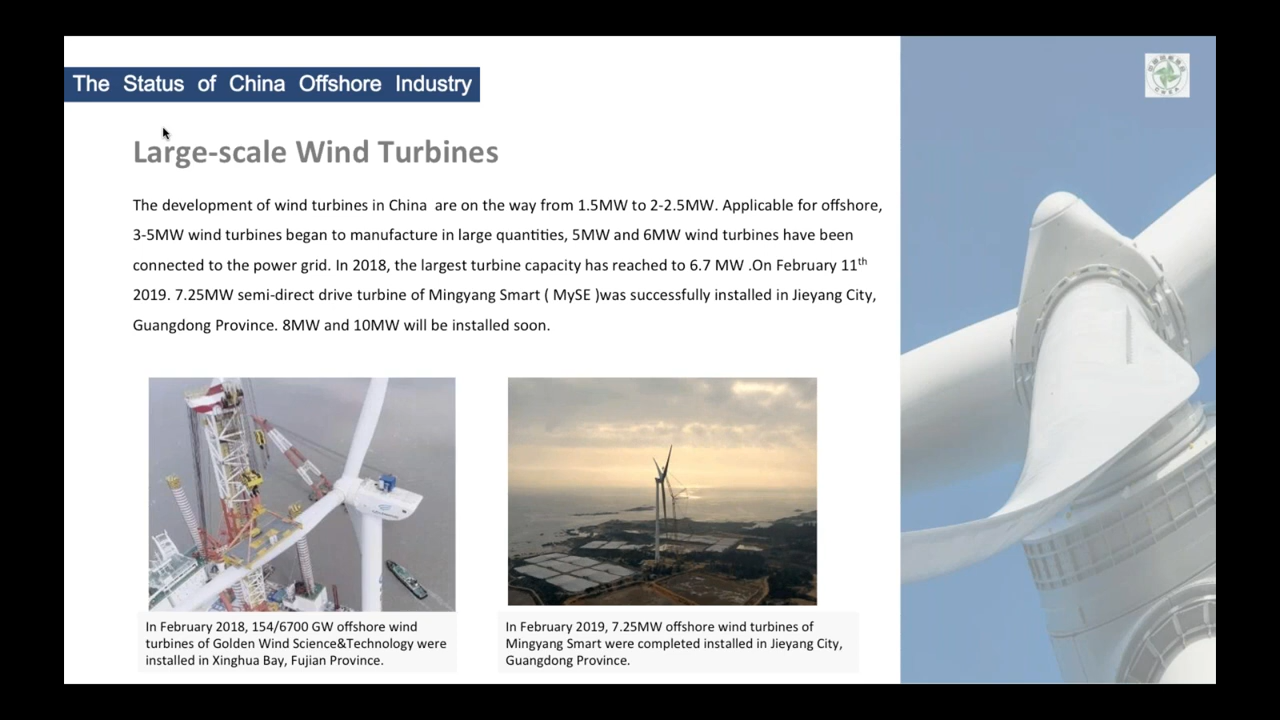 The Status of China Offshore Industry
Large-scale Wind Turbines
The development of wind turbines in China are on the way from 1.5MW to 2-2.5MW. Applicable for offshore,
3-5MW wind turbines began to manufacture in large quantities, 5MW and 6MW wind turbines have been
connected to the power grid. In 2018, the largest turbine capacity has reached to 6.7 MW .On February 11th
2019. 7.25MW semi-direct drive turbine of Mingyang Smart ( MySE )was successfully installed in Jieyang City,
Guangdong Province. 8MW and 10MW will be installed soon.
In February 2018, 154/6700 GW offshore wind
turbines of Golden Wind Science&Technology were
installed in Xinghua Bay, Fujian Province.
In February 2019, 7.25MW offshore wind turbines of
Mingyang Smart were completed installed in Jieyang City,
Guangdong Province.